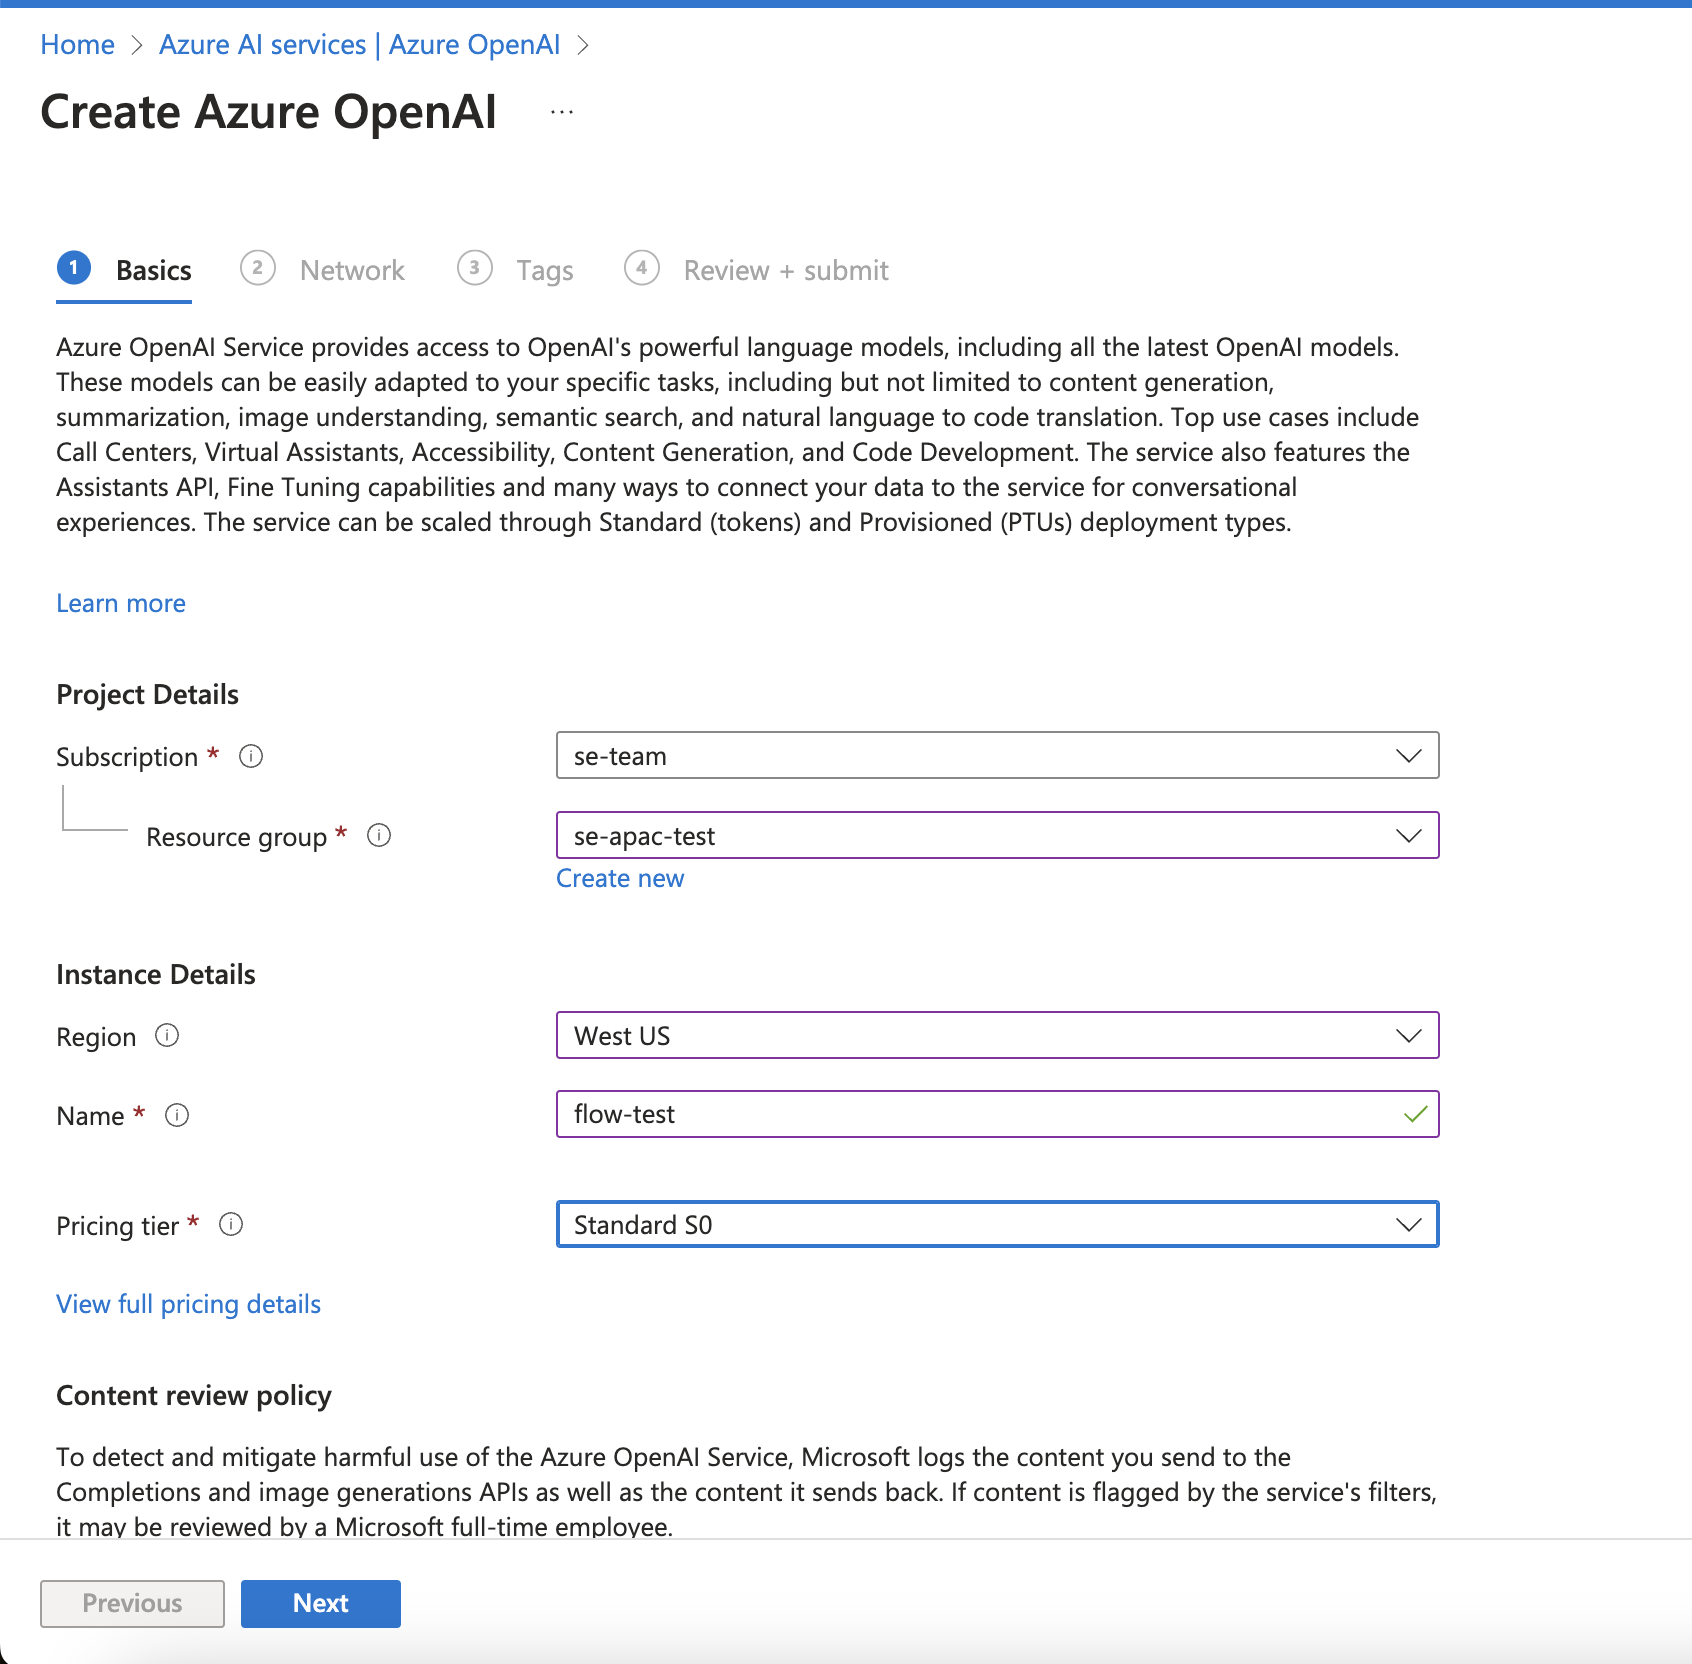 Home > Azure AI services | Azure OpenAI >
Create Azure OpenAI ...
1 Basics 2 Network 3 Tags 4 Review + submit
Azure OpenAI Service provides access to OpenAI's powerful language models, including all the latest OpenAI models.
These models can be easily adapted to your specific tasks, including but not limited to content generation,
summarization, image understanding, semantic search, and natural language to code translation. Top use cases include
Call Centers, Virtual Assistants, Accessibility, Content Generation, and Code Development. The service also features the
Assistants API, Fine Tuning capabilities and many ways to connect your data to the service for conversational
experiences. The service can be scaled through Standard (tokens) and Provisioned (PTUs) deployment types.
Learn more
Project Details
Subscription * se-team
Resource group * se-apac-test
Create new
Instance Details
Region West US
Name * flow-test
Pricing tier * Standard S0
View full pricing details
Content review policy
To detect and mitigate harmful use of the Azure OpenAI Service, Microsoft logs the content you send to the
Completions and image generations APIs as well as the content it sends back. If content is flagged by the service's filters,
it may be reviewed by a Microsoft full-time employee.
Previous Next